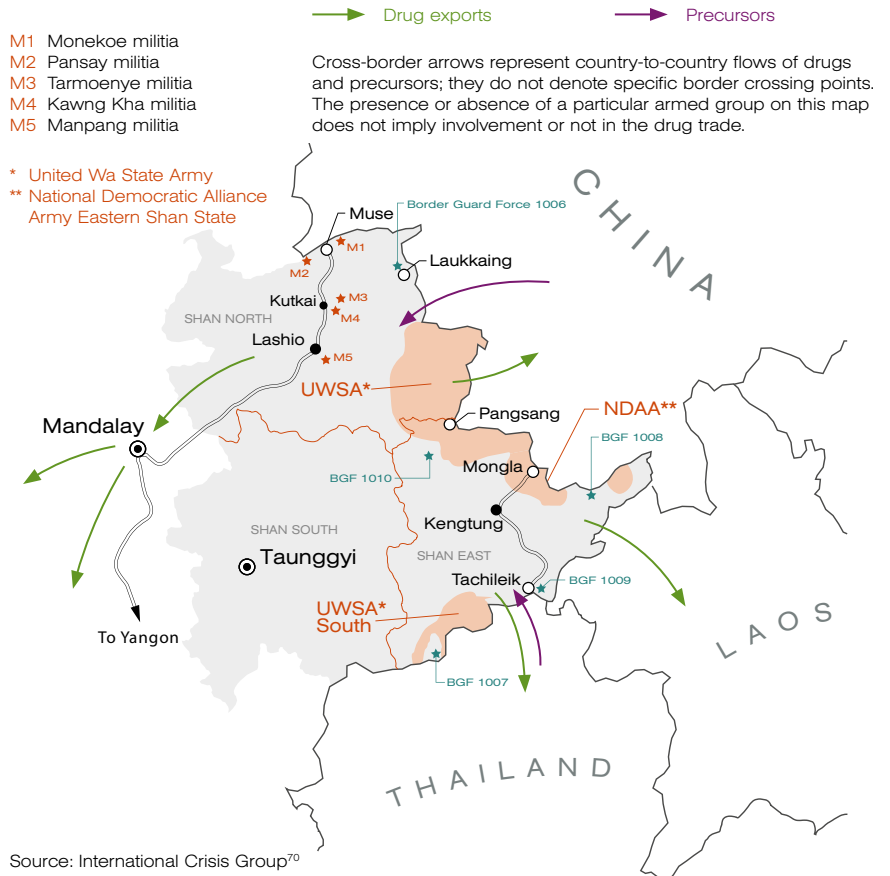 Drug exports
Precursors
M1 Monekoe militia
M2 Pansay militia
M3 Tarmoenye militia
M4 Kawng Kha militia
M5 Manpang militia
Cross-border arrows represent country-to-country flows of drugs
and precursors; they do not denote specific border crossing points.
The presence or absence of a particular armed group on this map
does not imply involvement or not in the drug trade.
* United Wa State Army
** National Democratic Alliance
Army Eastern Shan State
CHINA
Muse
Border Guard Force 1006
M1
M2
Laukkaing
Kutkai
M3
M4
SHAN NORTH
Lashio
M5
UWSA*
Mandalay
Pangsang
NDAA**
BGF 1008
Mongla
BGF 1010
Kengtung
SHAN SOUTH
Taunggyi
SHAN EAST
Tachileik
BGF 1009
UWSA*
South
To Yangon
LAOS
BGF 1007
THAILAND
Source: International Crisis Group70